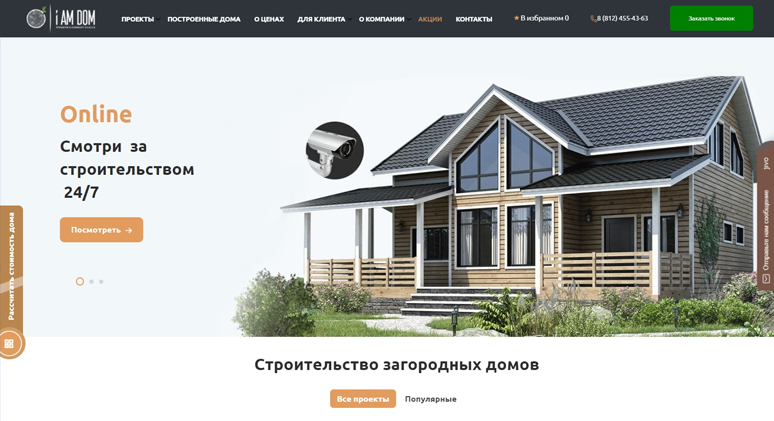 i AM DOM
ПРОЕКТЫ
ПОСТРОЕННЫЕ ДОМА
О ЦЕНАХ
ДЛЯ КЛИЕНТА
О КОМПАНИИ
АКЦИИ
КОНТАКТЫ
В избранном 0
8 (812) 455-43-63
Заказать звонок
Online
Смотри за
строительством
24/7
Посмотреть →
Рассчитать стоимость дома
Отправьте нам сообщение
jivo
Строительство загородных домов
Все проекты
Популярные